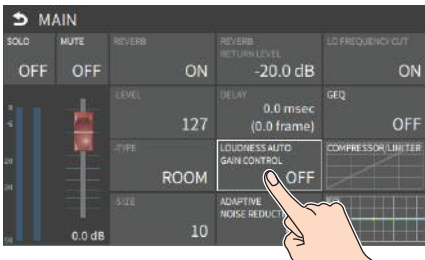 MAIN
SOLO MUTE REVERB REVERB LO FREQUENCY CUT
RETURN LEVEL
OFF OFF ON -20.0 dB ON
LEVEL DELAY GEQ
0.0 msec
127 (0.0 frame) OFF
TYPE LOUDNESS AUTO COMPRESSOR/LIMITER
GAIN CONTROL
ROOM OFF
SIZE ADAPTIVE
NOISE REDUCTI
0.0 dB 10